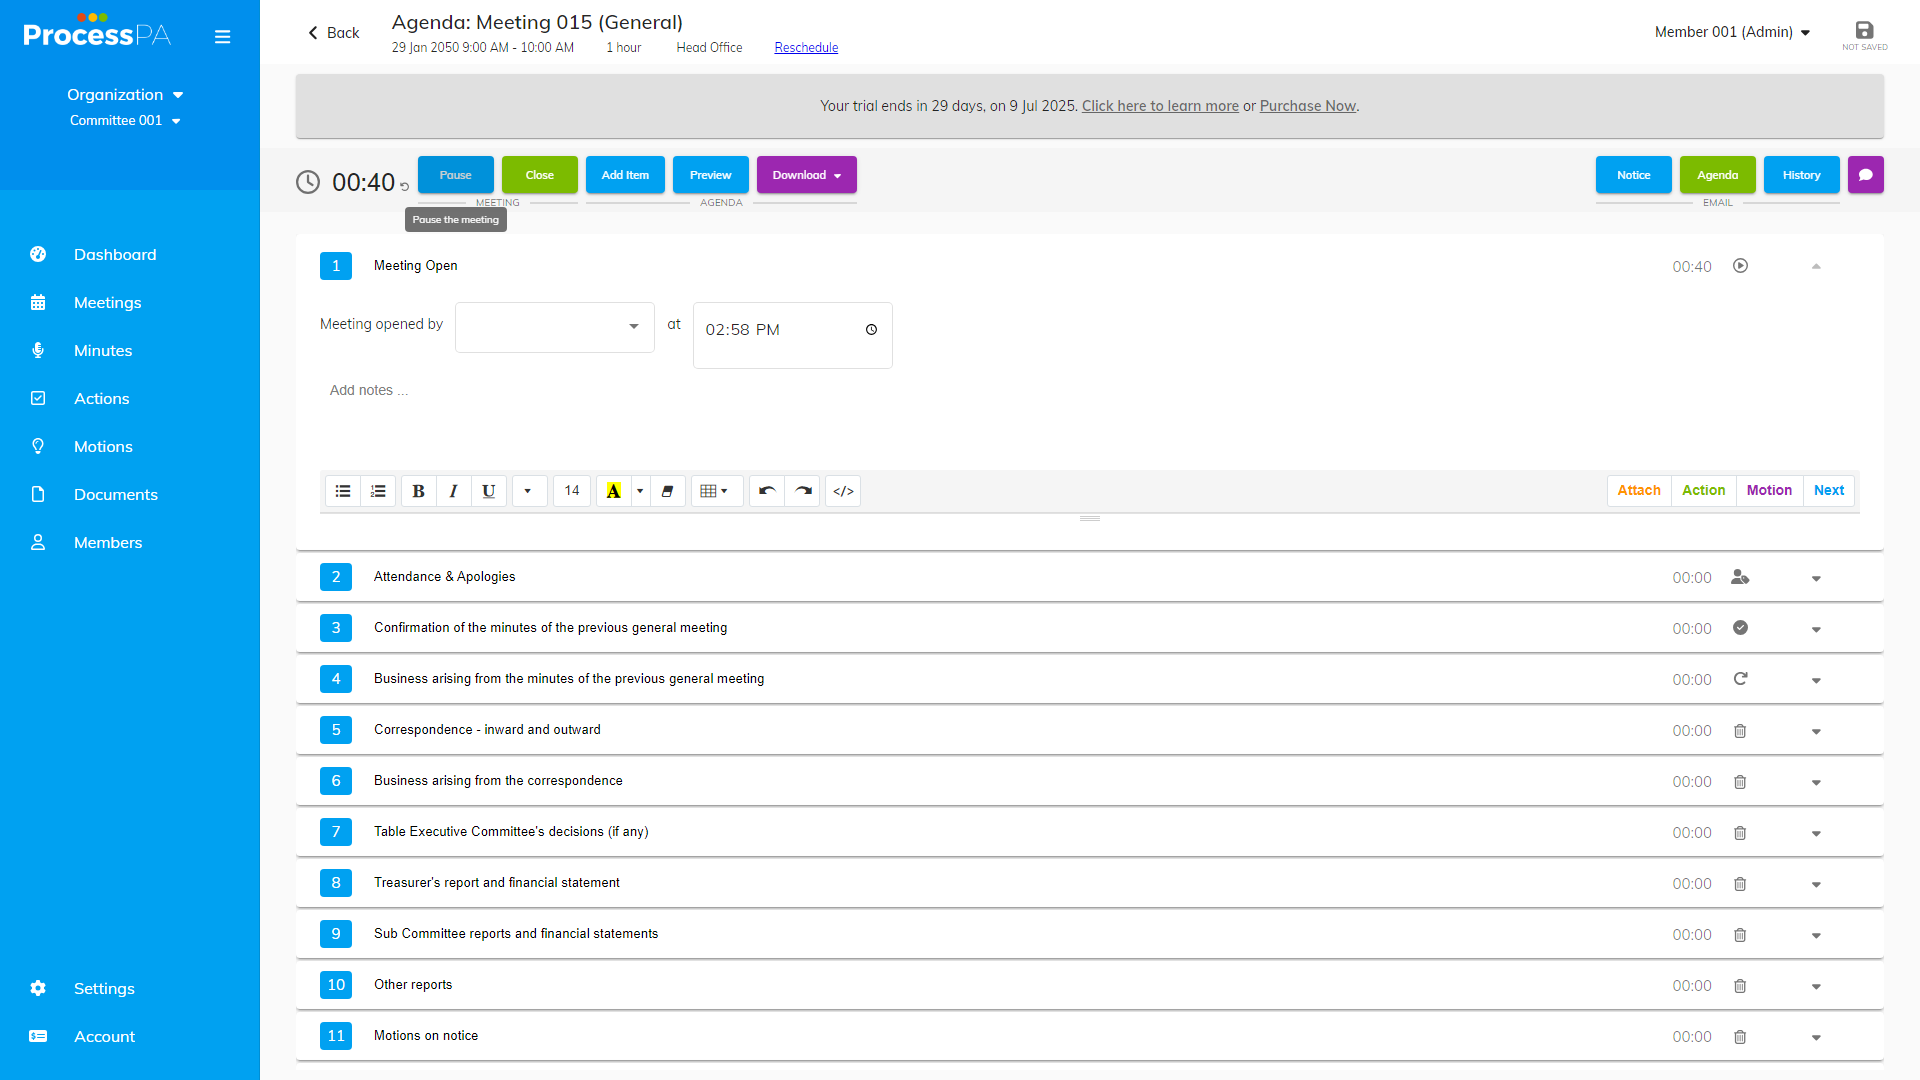 ProcessPA
Organization
Committee 001
Dashboard
Meetings
Minutes
Actions
Motions
Documents
Members
Settings
Account
Back
Agenda: Meeting 015 (General)
29 Jan 2050 9:00 AM - 10:00 AM 1 hour Head Office Reschedule
Member 001 (Admin)
NOT SAVED
Your trial ends in 29 days, on 9 Jul 2025. Click here to learn more or Purchase Now.
00:40 Pause Close Add Item Preview Download
MEETING AGENDA
Pause the meeting
Notice Agenda History
EMAIL
1 Meeting Open 00:40
Meeting opened by at 02:58 PM
Add notes ...
B I U 14 A </>
Attach Action Motion Next
2 Attendance & Apologies 00:00
3 Confirmation of the minutes of the previous general meeting 00:00
4 Business arising from the minutes of the previous general meeting 00:00
5 Correspondence - inward and outward 00:00
6 Business arising from the correspondence 00:00
7 Table Executive Committee's decisions (if any) 00:00
8 Treasurer's report and financial statement 00:00
9 Sub Committee reports and financial statements 00:00
10 Other reports 00:00
11 Motions on notice 00:00